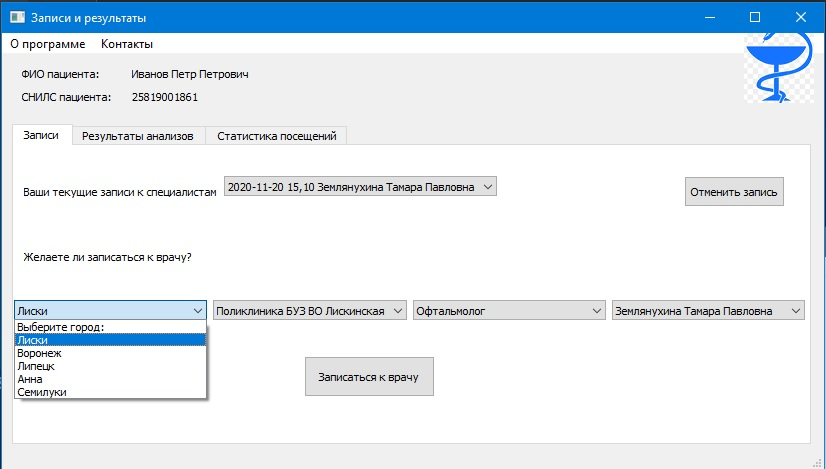 Записи и результаты
О программе Контакты
ФИО пациента: Иванов Петр Петрович
СНИЛС пациента: 25819001861
Записи Результаты анализов Статистика посещений
Ваши текущие записи к специалистам 2020-11-20 15,10 Землянухина Тамара Павловна Отменить запись
Желаете ли записаться к врачу?
Лиски Поликлиника БУЗ ВО Лискинская Офтальмолог Землянухина Тамара Павловна
Выберите город:
Лиски
Воронеж
Липецк
Анна
Семилуки
Записаться к врачу